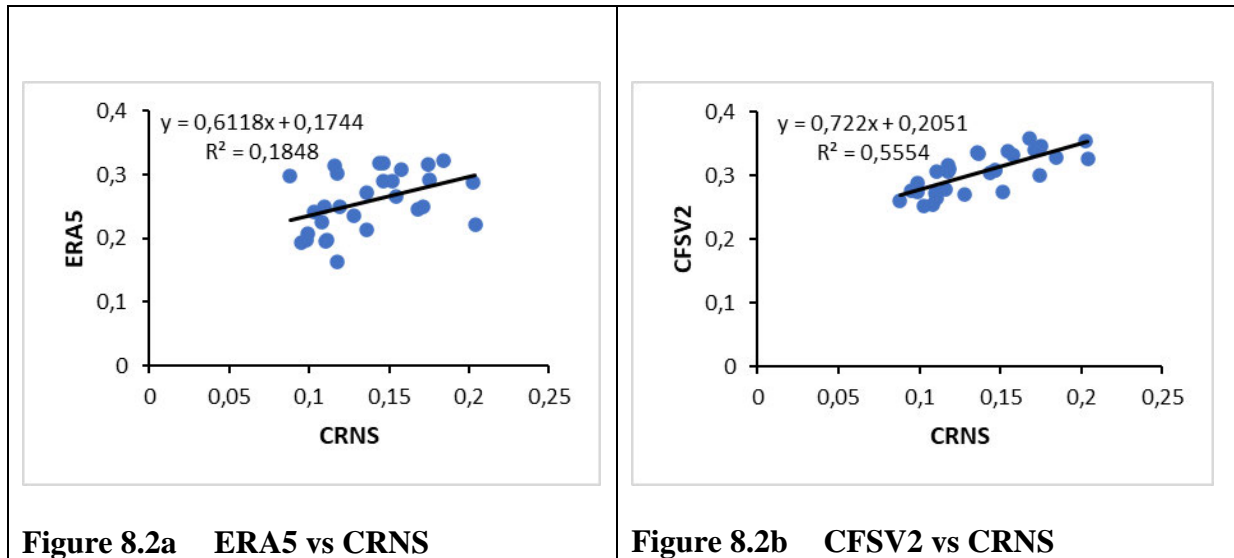 y = 0,6118x + 0,1744
R² = 0,1848
0,4
0,3
0,2
0,1
0
ERA5
0 0,05 0,1 0,15 0,2 0,25
CRNS
Figure 8.2a ERA5 vs CRNS
y = 0,722x + 0,2051
R² = 0,5554
0,4
0,3
0,2
0,1
0
CFSV2
0 0,05 0,1 0,15 0,2 0,25
CRNS
Figure 8.2b CFSV2 vs CRNS